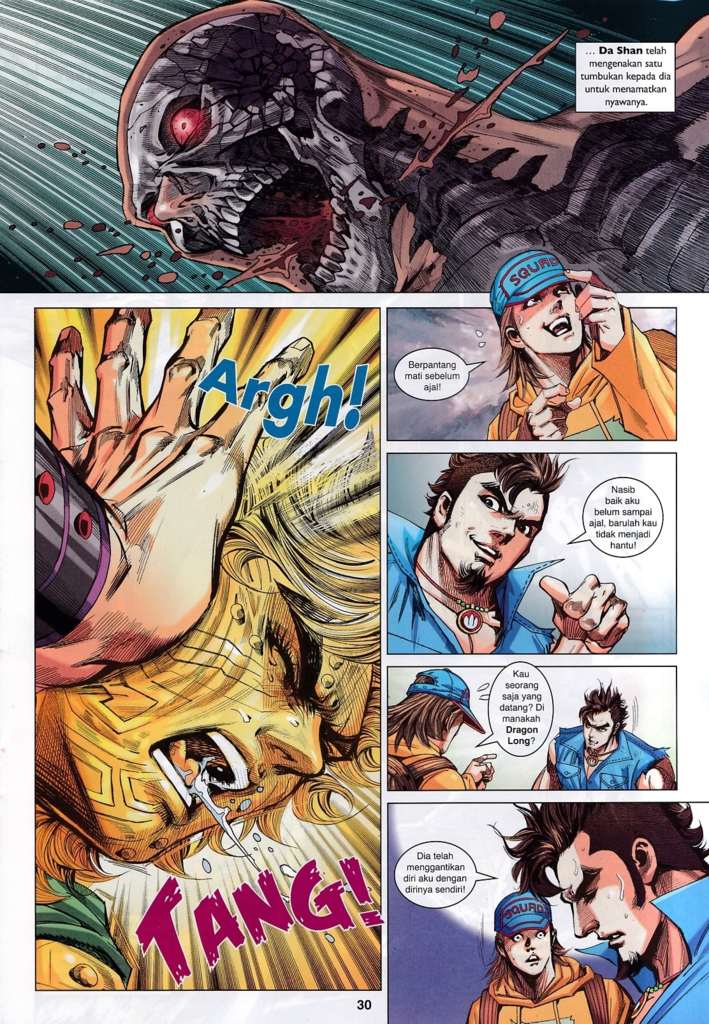 ... Da Shan telah
mengenakan satu
tumbukan kepada dia
untuk menamatkan
nyawanya.
Argh!
TANG!
SQUAD
Berpantang
mati sebelum
ajal!
Nasib
baik aku
belum sampai
ajal, barulah kau
tidak menjadi
hantu!
Kau
seorang
saja yang
datang? Di
manakah
Dragon
Long?
Dia telah
menggantikan
diri aku dengan
dirinya sendiri!
SQUAD
30